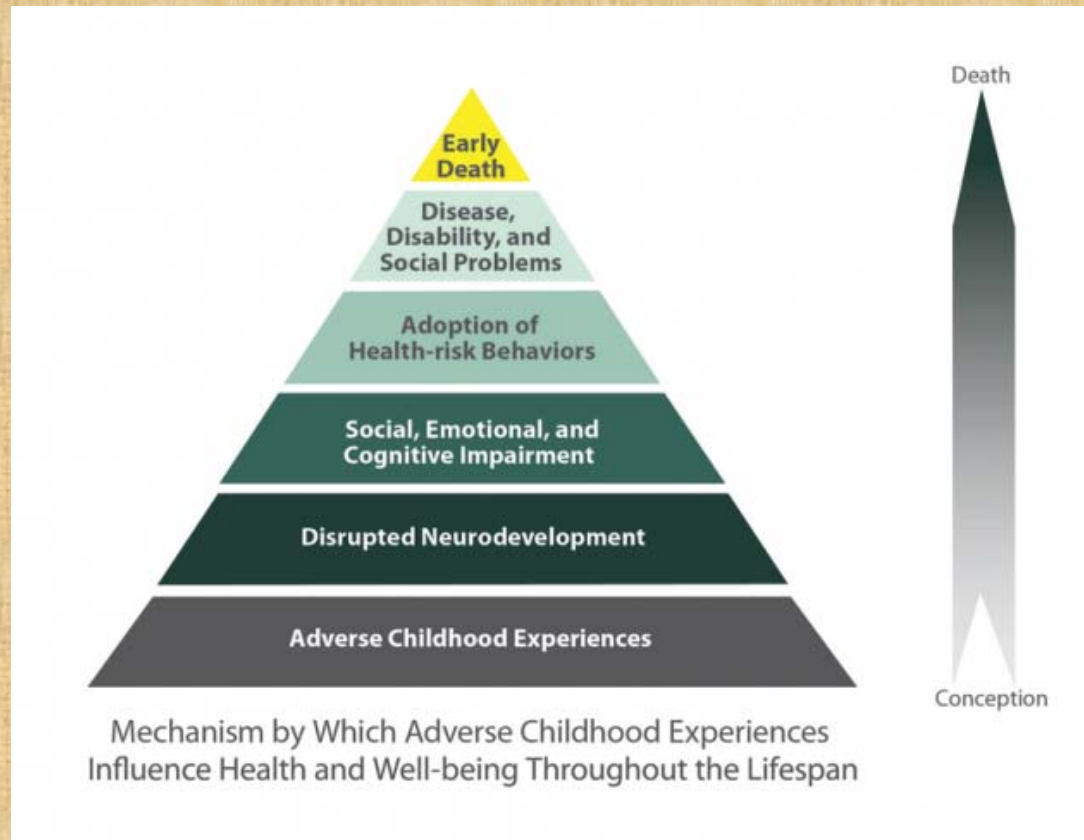 Death
Early
Death
Disease,
Disability, and
Social Problems
Adoption of
Health-risk Behaviors
Social, Emotional, and
Cognitive Impairment
Disrupted Neurodevelopment
Adverse Childhood Experiences
Conception
Mechanism by Which Adverse Childhood Experiences
Influence Health and Well-being Throughout the Lifespan